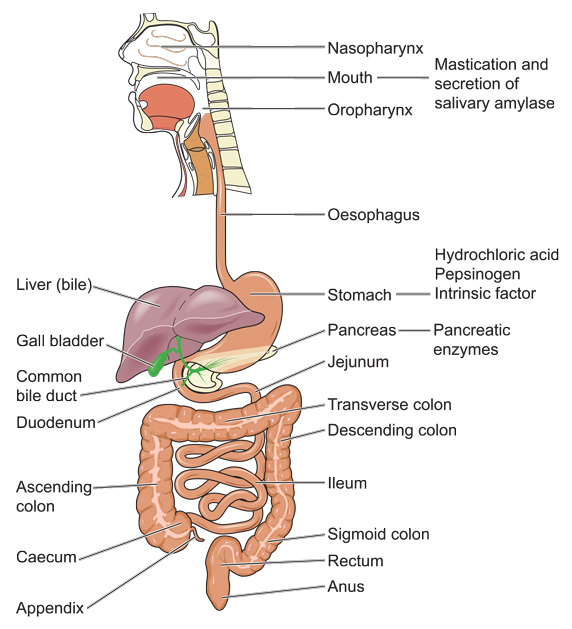 Nasopharynx
Mouth
Mastication and
secretion of
salivary amylase
Oropharynx
Oesophagus
Hydrochloric acid
Pepsinogen
Intrinsic factor
Stomach
Liver (bile)
Pancreas
Pancreatic
enzymes
Gall bladder
Jejunum
Common
bile duct
Transverse colon
Duodenum
Descending colon
Ileum
Ascending
colon
Sigmoid colon
Caecum
Rectum
Anus
Appendix